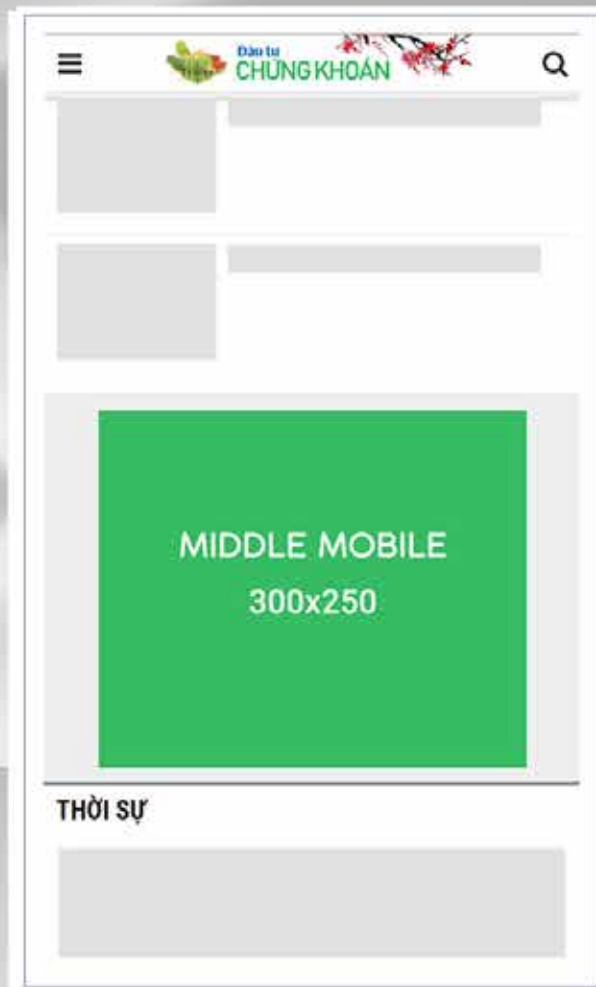 Đầu tư
CHỨNG KHOÁN
MIDDLE MOBILE
300x250
THỜI SỰ